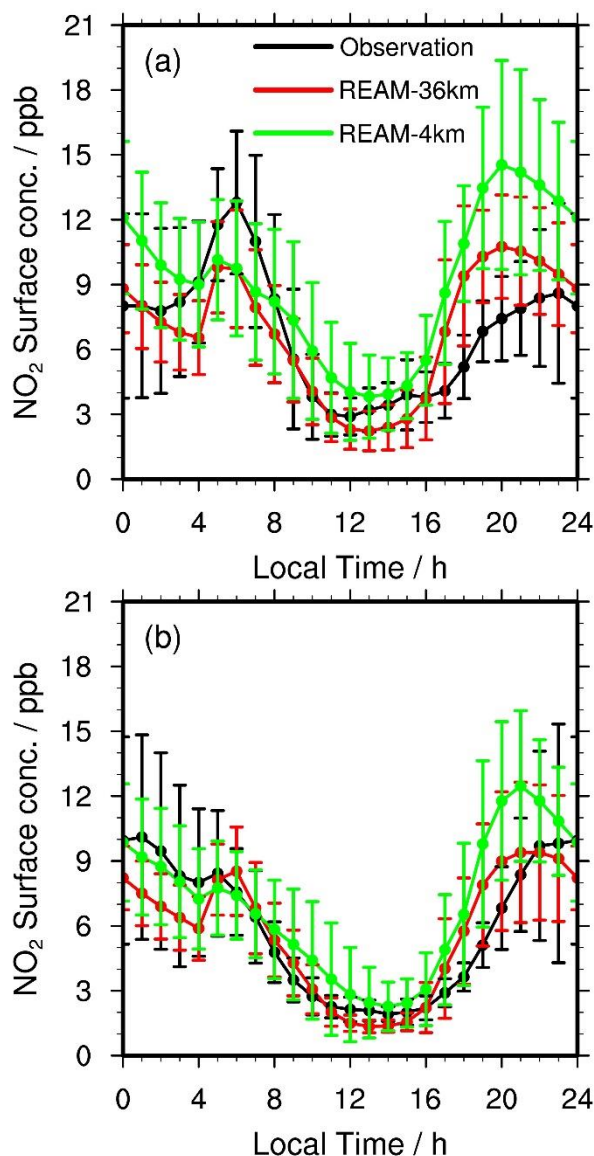 (a)
Observation
REAM-36km
REAM-4km
NO2 Surface conc. / ppb
21
18
15
12
9
6
3
0
0 4 8 12 16 20 24
Local Time / h
(b)
NO2 Surface conc. / ppb
21
18
15
12
9
6
3
0
0 4 8 12 16 20 24
Local Time / h